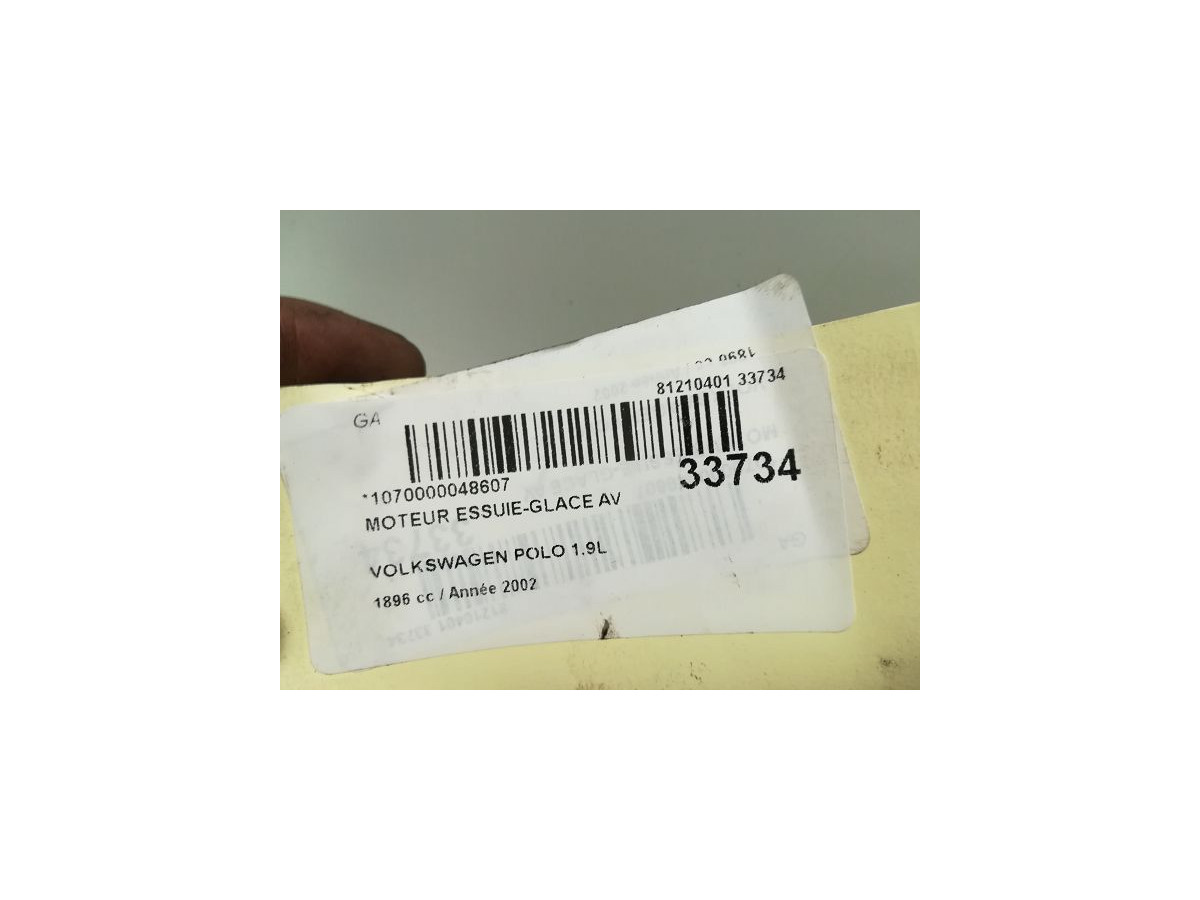 81210401 33734
GA
33734
*1070000048607
MOTEUR ESSUIE-GLACE AV
VOLKSWAGEN POLO 1.9L
1896 cc / Année 2002